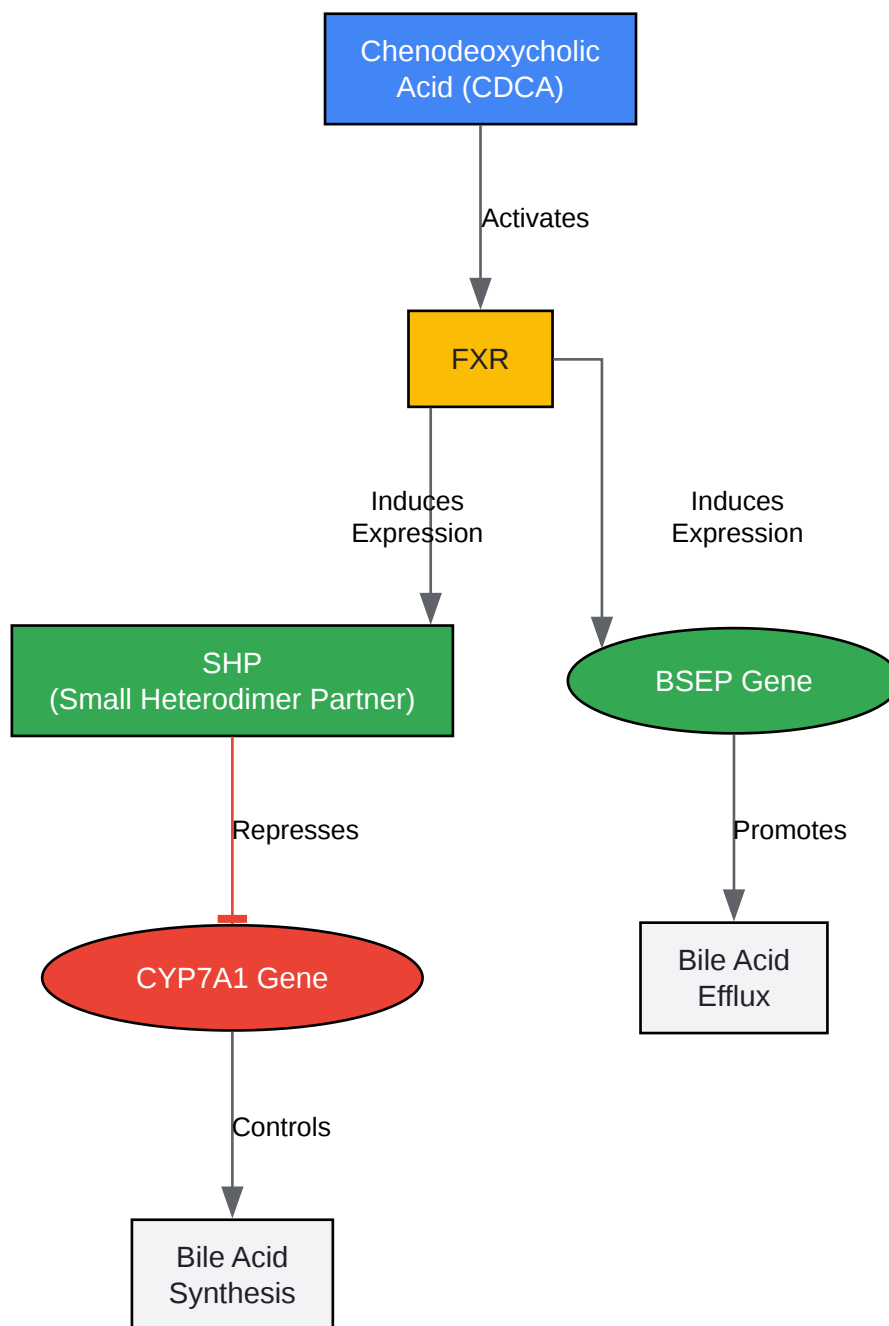 Chenodeoxycholic
Acid (CDCA)
Activates
FXR
Induces
Expression
Induces
Expression
SHP
(Small Heterodimer Partner)
BSEP Gene
Represses
Promotes
CYP7A1 Gene
Bile Acid
Efflux
Controls
Bile Acid
Synthesis